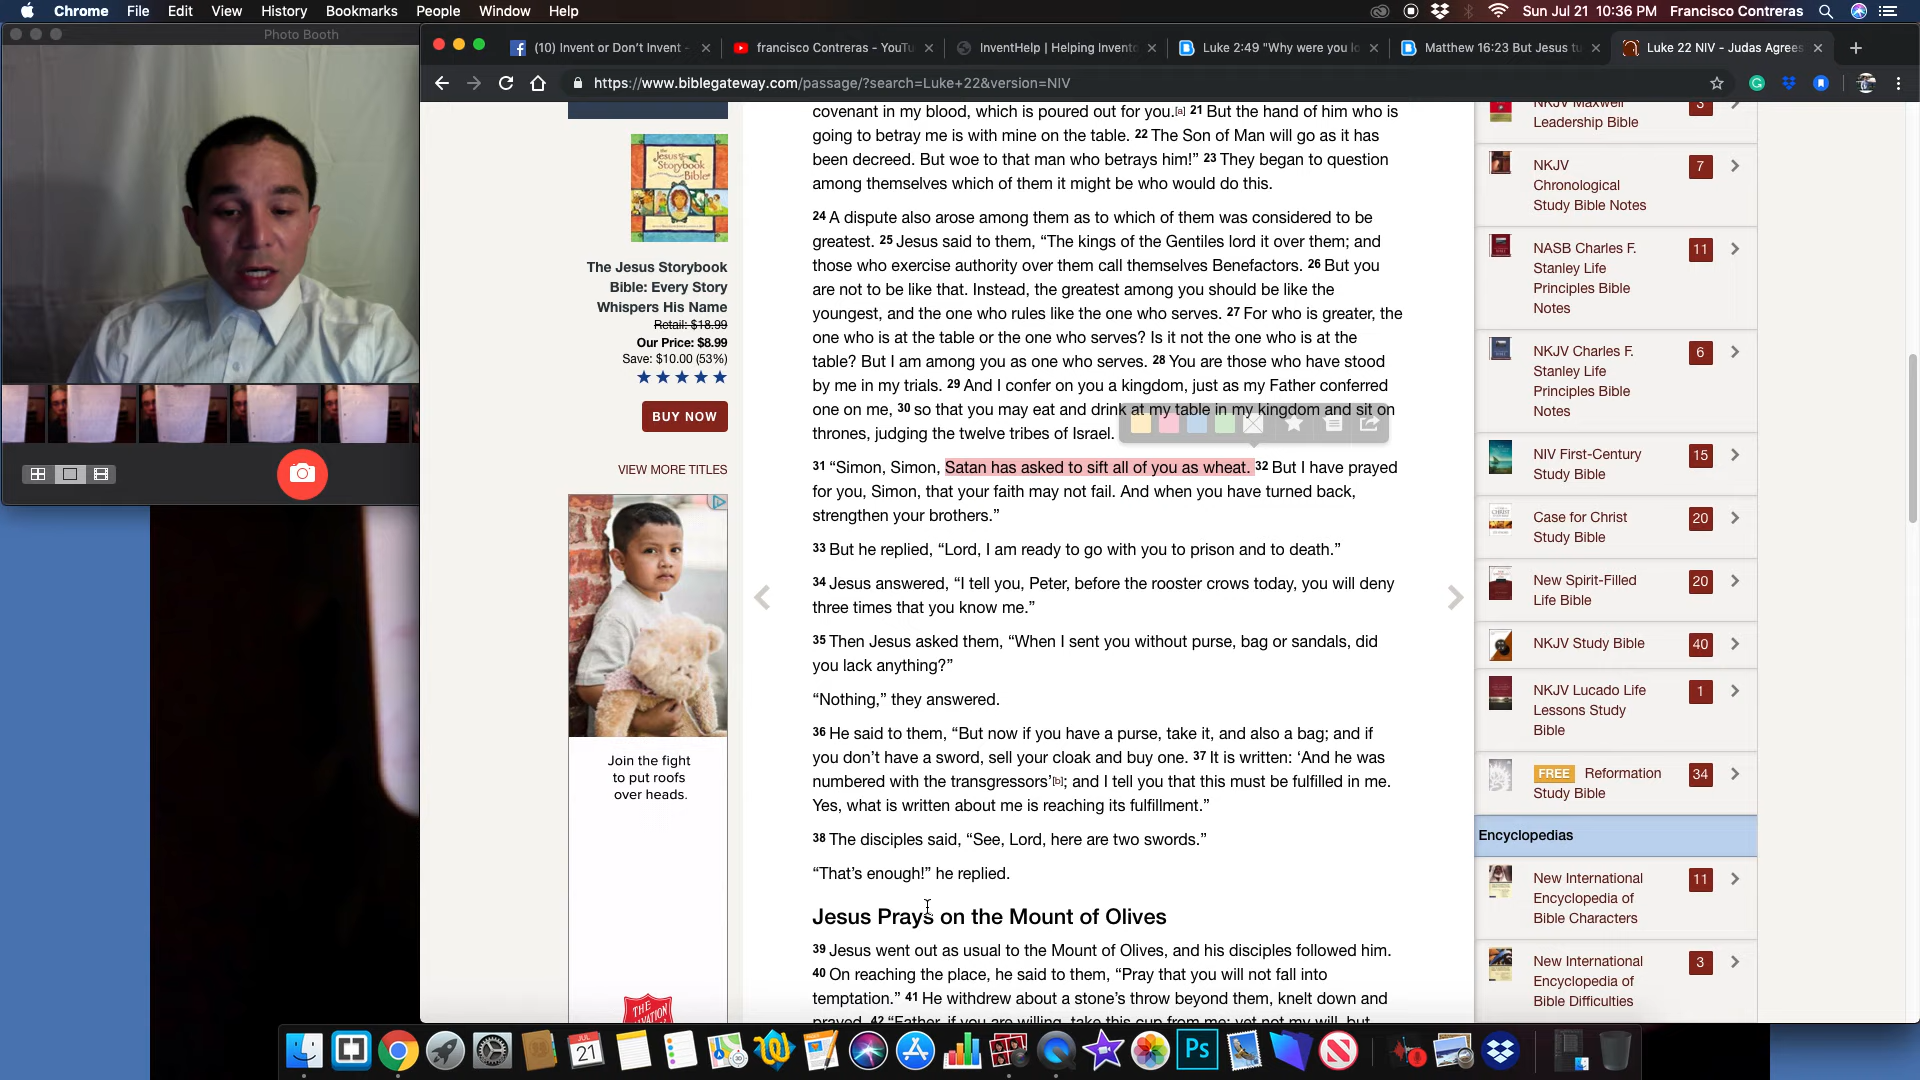 Chrome File Edit View History Bookmarks People Window Help
Sun Jul 21 10:36 PM Francisco Contreras
Photo Booth
(10) Invent or Don't Invent -
francisco Contreras - YouTu
InventHelp | Helping Invento
Luke 2:49 "Why were you lo
Matthew 16:23 But Jesus tu
Luke 22 NIV - Judas Agrees
https://www.biblegateway.com/passage/?search=Luke+22&version=NIV
The Jesus Storybook Bible
The Jesus Storybook
Bible: Every Story
Whispers His Name
Retail: $18.99
Our Price: $8.99
Save: $10.00 (53%)
BUY NOW
VIEW MORE TITLES
Join the fight
to put roofs
over heads.
THE
covenant in my blood, which is poured out for you.[a] 21 But the hand of him who is
going to betray me is with mine on the table. 22 The Son of Man will go as it has
been decreed. But woe to that man who betrays him!” 23 They began to question
among themselves which of them it might be who would do this.
24 A dispute also arose among them as to which of them was considered to be
greatest. 25 Jesus said to them, “The kings of the Gentiles lord it over them; and
those who exercise authority over them call themselves Benefactors. 26 But you
are not to be like that. Instead, the greatest among you should be like the
youngest, and the one who rules like the one who serves. 27 For who is greater, the
one who is at the table or the one who serves? Is it not the one who is at the
table? But I am among you as one who serves. 28 You are those who have stood
by me in my trials. 29 And I confer on you a kingdom, just as my Father conferred
one on me, 30 so that you may eat and drink at my table in my kingdom and sit on
thrones, judging the twelve tribes of Israel.
31 “Simon, Simon, Satan has asked to sift all of you as wheat. 32 But I have prayed
for you, Simon, that your faith may not fail. And when you have turned back,
strengthen your brothers.”
33 But he replied, “Lord, I am ready to go with you to prison and to death.”
34 Jesus answered, “I tell you, Peter, before the rooster crows today, you will deny
three times that you know me.”
35 Then Jesus asked them, “When I sent you without purse, bag or sandals, did
you lack anything?”
“Nothing,” they answered.
36 He said to them, “But now if you have a purse, take it, and also a bag; and if
you don’t have a sword, sell your cloak and buy one. 37 It is written: ‘And he was
numbered with the transgressors’[b]; and I tell you that this must be fulfilled in me.
Yes, what is written about me is reaching its fulfillment.”
38 The disciples said, “See, Lord, here are two swords.”
“That’s enough!” he replied.
Jesus Prays on the Mount of Olives
39 Jesus went out as usual to the Mount of Olives, and his disciples followed him.
40 On reaching the place, he said to them, “Pray that you will not fall into
temptation.” 41 He withdrew about a stone’s throw beyond them, knelt down and
prayed, 42 “Father, if you are willing, take this cup from me; yet not my will, but
NKJV Maxwell
Leadership Bible
3
NKJV
Chronological
Study Bible Notes
7
NASB Charles F.
Stanley Life
Principles Bible
Notes
11
NKJV Charles F.
Stanley Life
Principles Bible
Notes
6
NIV First-Century
Study Bible
15
Case for Christ
Study Bible
20
New Spirit-Filled
Life Bible
20
NKJV Study Bible
40
NKJV Lucado Life
Lessons Study
Bible
1
FREE Reformation
Study Bible
34
Encyclopedias
New International
Encyclopedia of
Bible Characters
11
New International
Encyclopedia of
Bible Difficulties
3
JUL
21
Ps